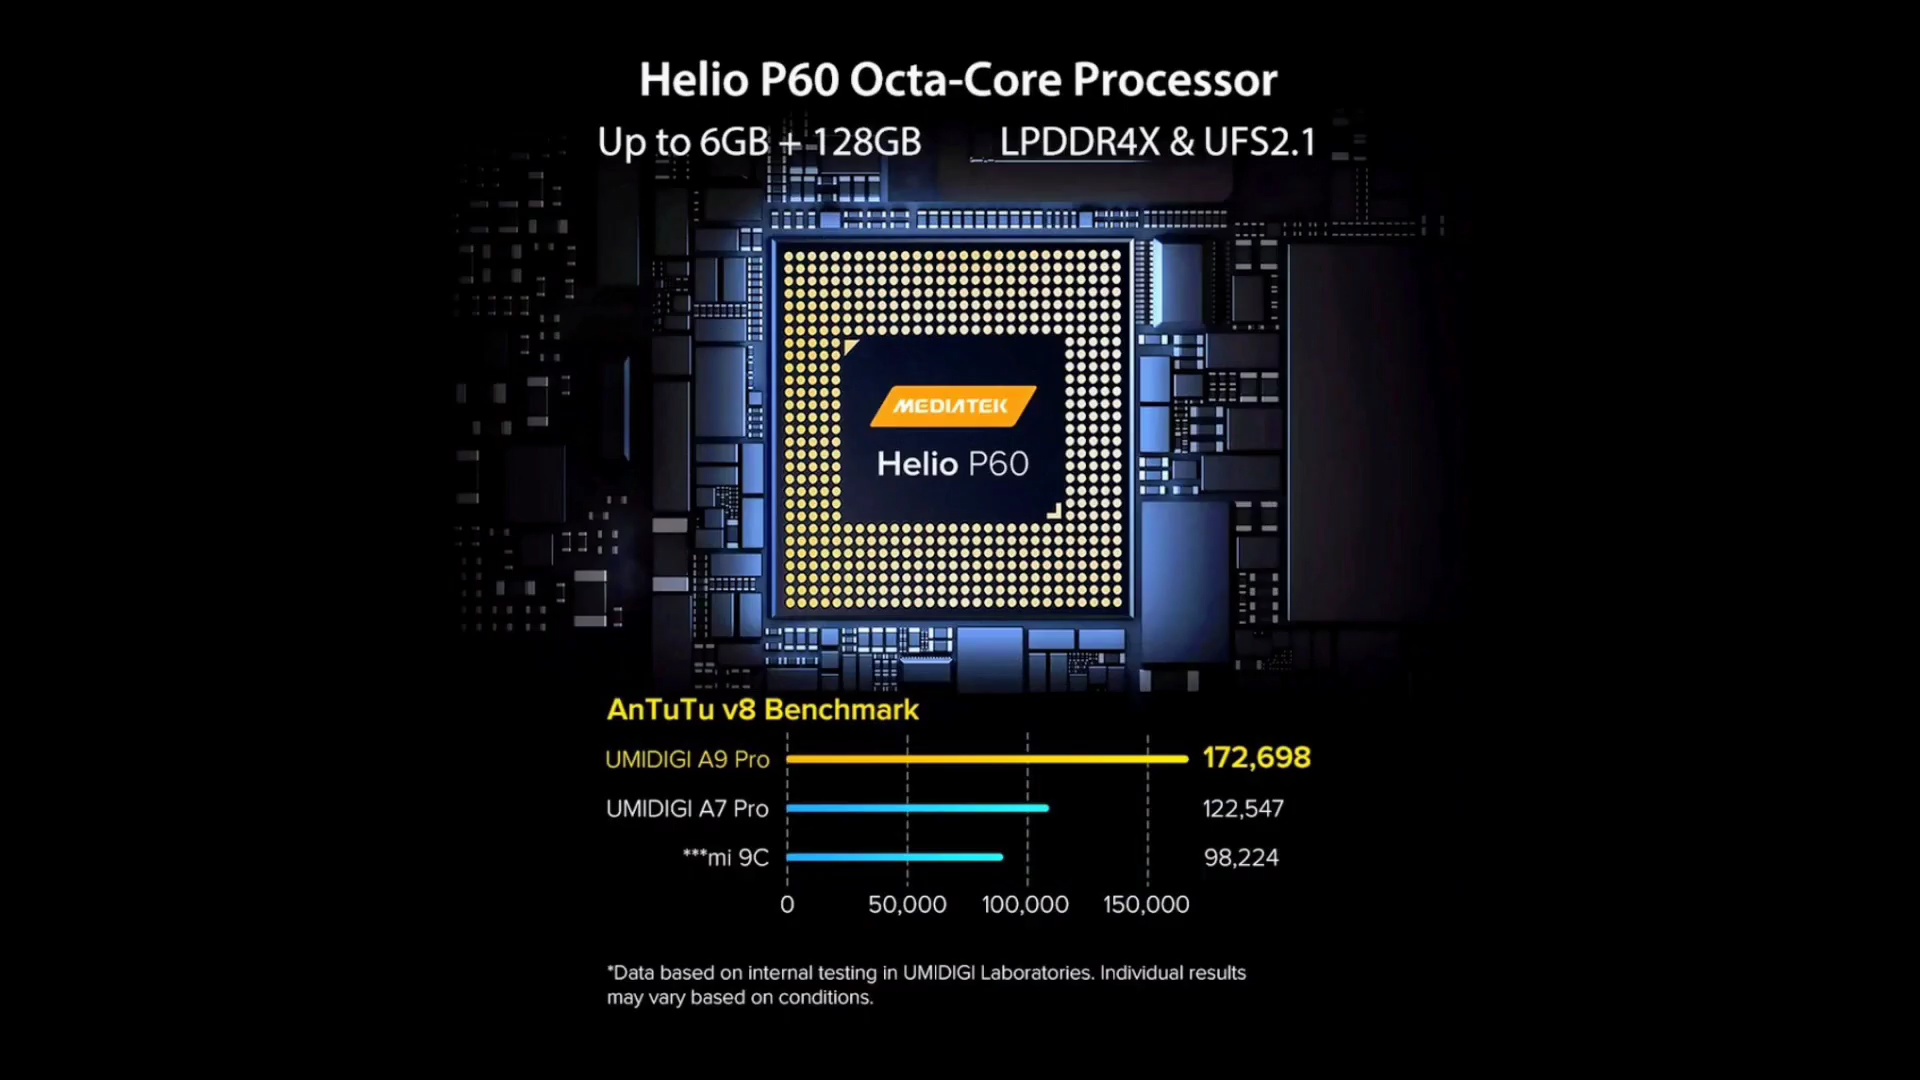 Helio P60 Octa-Core Processor
Up to 6GB + 128GB LPDDR4X & UFS2.1
MEDIATEK
Helio P60
AnTuTu v8 Benchmark
UMIDIGI A9 Pro 172,698
UMIDIGI A7 Pro 122,547
***mi 9C 98,224
0 50,000 100,000 150,000
*Data based on internal testing in UMIDIGI Laboratories. Individual results
may vary based on conditions.